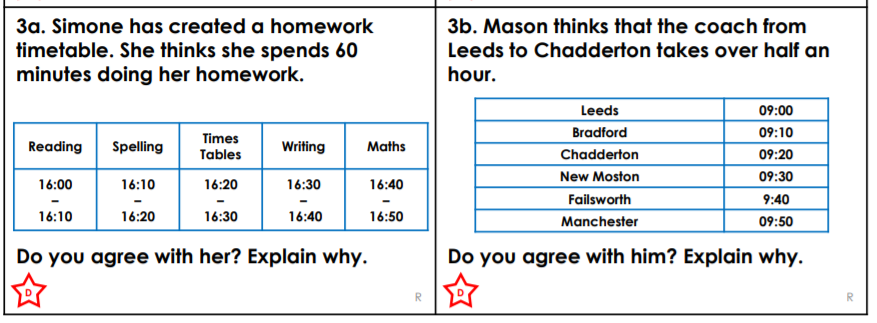 3a. Simone has created a homework
timetable. She thinks she spends 60
minutes doing her homework.
Reading Spelling Times Tables Writing Maths
16:00 16:10 16:20 16:30 16:40
– – – – –
16:10 16:20 16:30 16:40 16:50
Do you agree with her? Explain why.
D
R
3b. Mason thinks that the coach from
Leeds to Chadderton takes over half an
hour.
Leeds 09:00
Bradford 09:10
Chadderton 09:20
New Moston 09:30
Failsworth 9:40
Manchester 09:50
Do you agree with him? Explain why.
D
R